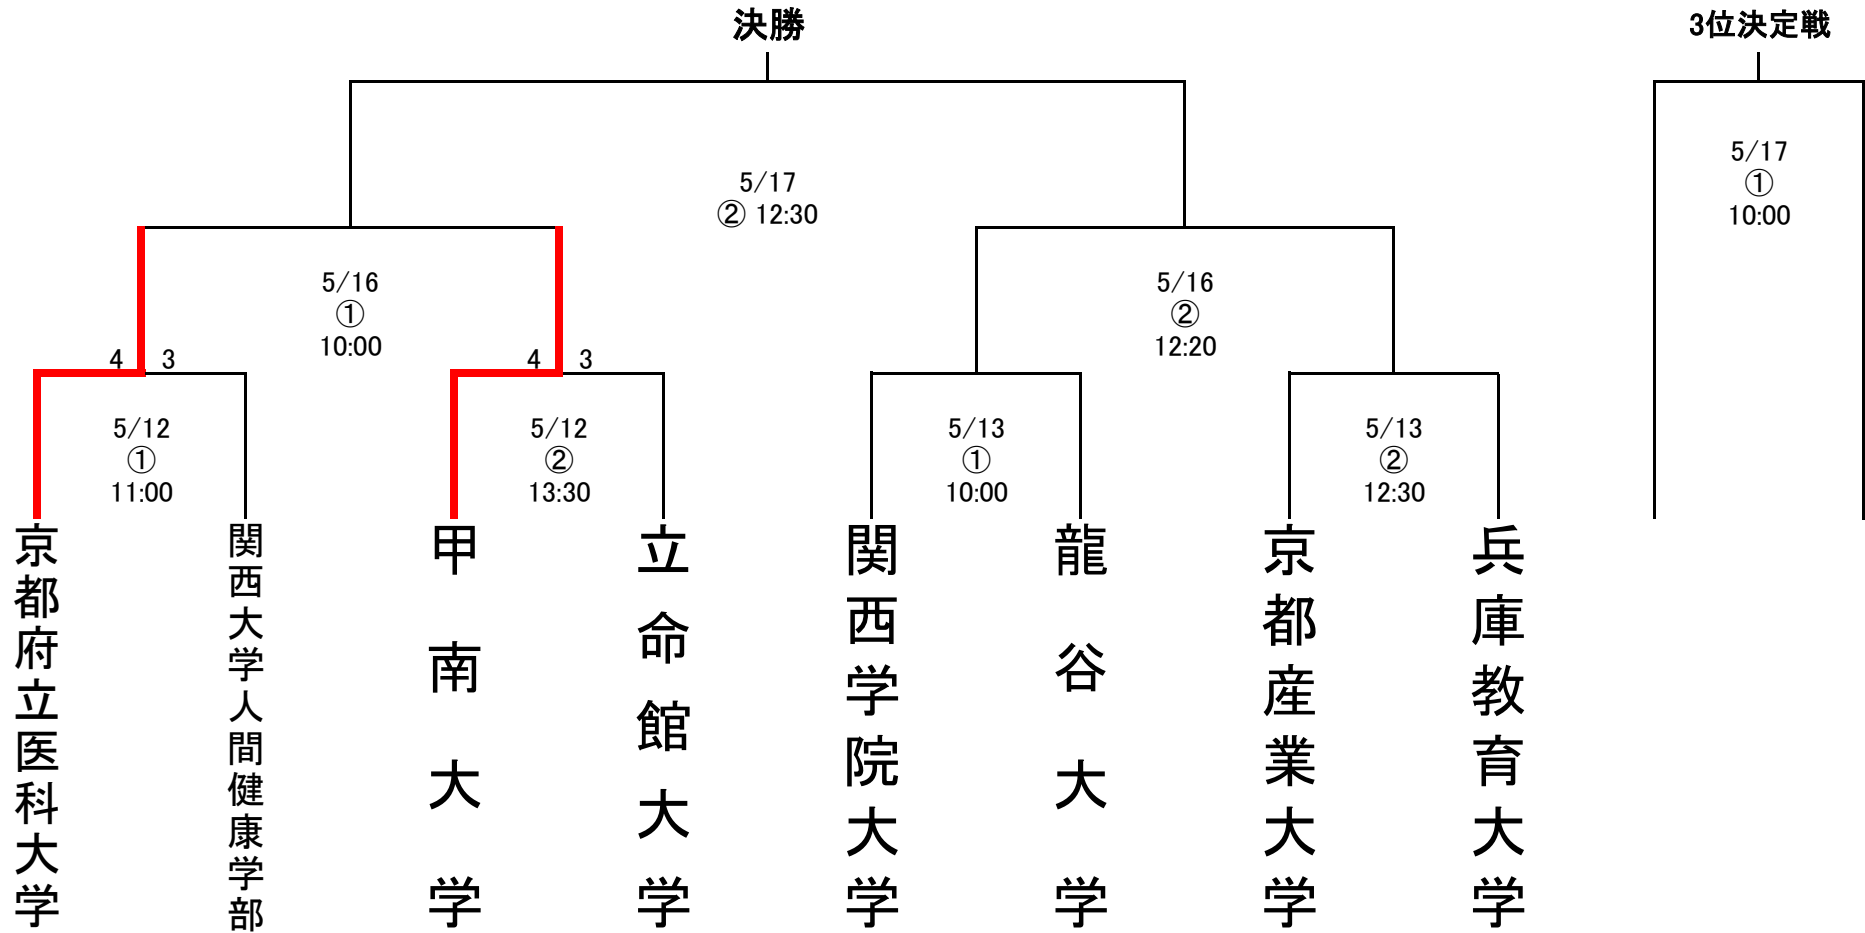 決勝
3位決定戦
5/17
② 12:30
5/17
①
10:00
5/16
①
10:00
5/16
②
12:20
4 3
4 3
5/12
①
11:00
5/12
②
13:30
5/13
①
10:00
5/13
②
12:30
京都府立医科大学
関西大学人間健康学部
甲南大学
立命館大学
関西学院大学
龍谷大学
京都産業大学
兵庫教育大学